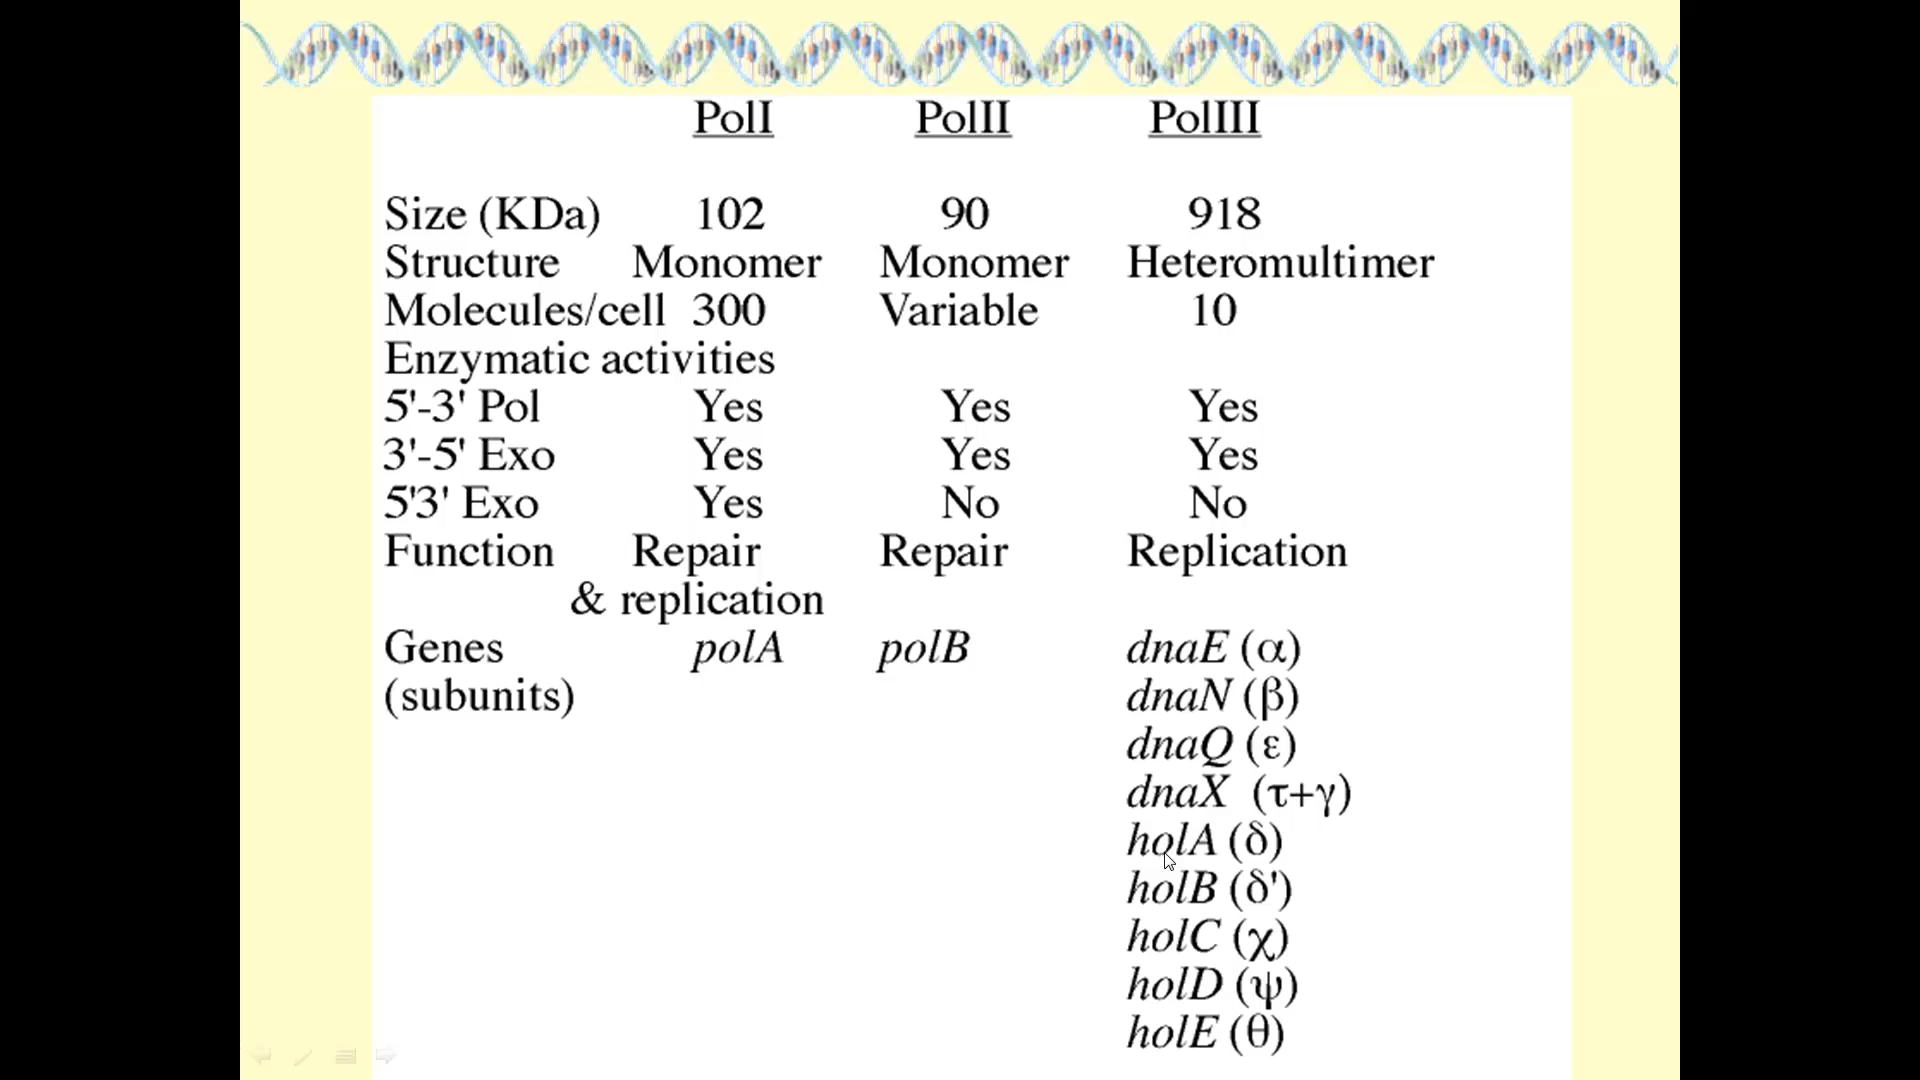 PolI PolII PolIII
Size (KDa) 102 90 918
Structure Monomer Monomer Heteromultimer
Molecules/cell 300 Variable 10
Enzymatic activities
5'-3' Pol Yes Yes Yes
3'-5' Exo Yes Yes Yes
5'3' Exo Yes No No
Function Repair Repair Replication
& replication
Genes polA polB dnaE (α)
(subunits) dnaN (β)
dnaQ (ε)
dnaX (τ+γ)
holA (δ)
holB (δ')
holC (χ)
holD (ψ)
holE (θ)